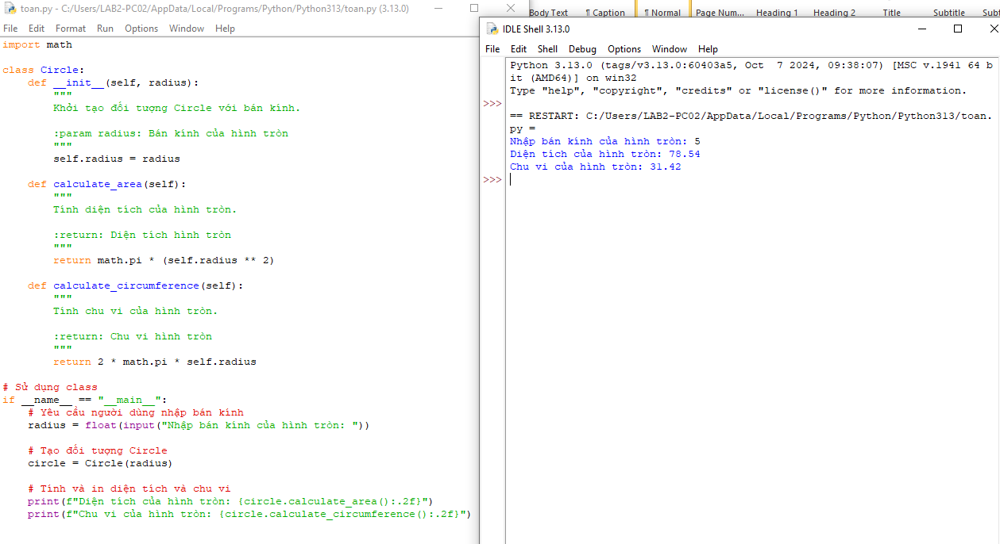 toan.py - C:/Users/LAB2-PC02/AppData/Local/Programs/Python/Python313/toan.py (3.13.0)
File Edit Format Run Options Window Help
import math

class Circle:
    def __init__(self, radius):
        """
        Khởi tạo đối tượng Circle với bán kính.

        :param radius: Bán kính của hình tròn
        """
        self.radius = radius

    def calculate_area(self):
        """
        Tính diện tích của hình tròn.

        :return: Diện tích hình tròn
        """
        return math.pi * (self.radius ** 2)

    def calculate_circumference(self):
        """
        Tính chu vi của hình tròn.

        :return: Chu vi hình tròn
        """
        return 2 * math.pi * self.radius

# Sử dụng class
if __name__ == "__main__":
    # Yêu cầu người dùng nhập bán kính
    radius = float(input("Nhập bán kính của hình tròn: "))

    # Tạo đối tượng Circle
    circle = Circle(radius)

    # Tính và in diện tích và chu vi
    print(f"Diện tích của hình tròn: {circle.calculate_area():.2f}")
    print(f"Chu vi của hình tròn: {circle.calculate_circumference():.2f}")
Body Text ¶ Caption ¶ Normal Page Num... Heading 1 Heading 2 Title Subtitle Subt
IDLE Shell 3.13.0
File Edit Shell Debug Options Window Help
Python 3.13.0 (tags/v3.13.0:60403a5, Oct  7 2024, 09:38:07) [MSC v.1941 64 b
it (AMD64)] on win32
Type "help", "copyright", "credits" or "license()" for more information.
>>>
== RESTART: C:/Users/LAB2-PC02/AppData/Local/Programs/Python/Python313/toan.
py =
Nhập bán kính của hình tròn: 5
Diện tích của hình tròn: 78.54
Chu vi của hình tròn: 31.42
>>>